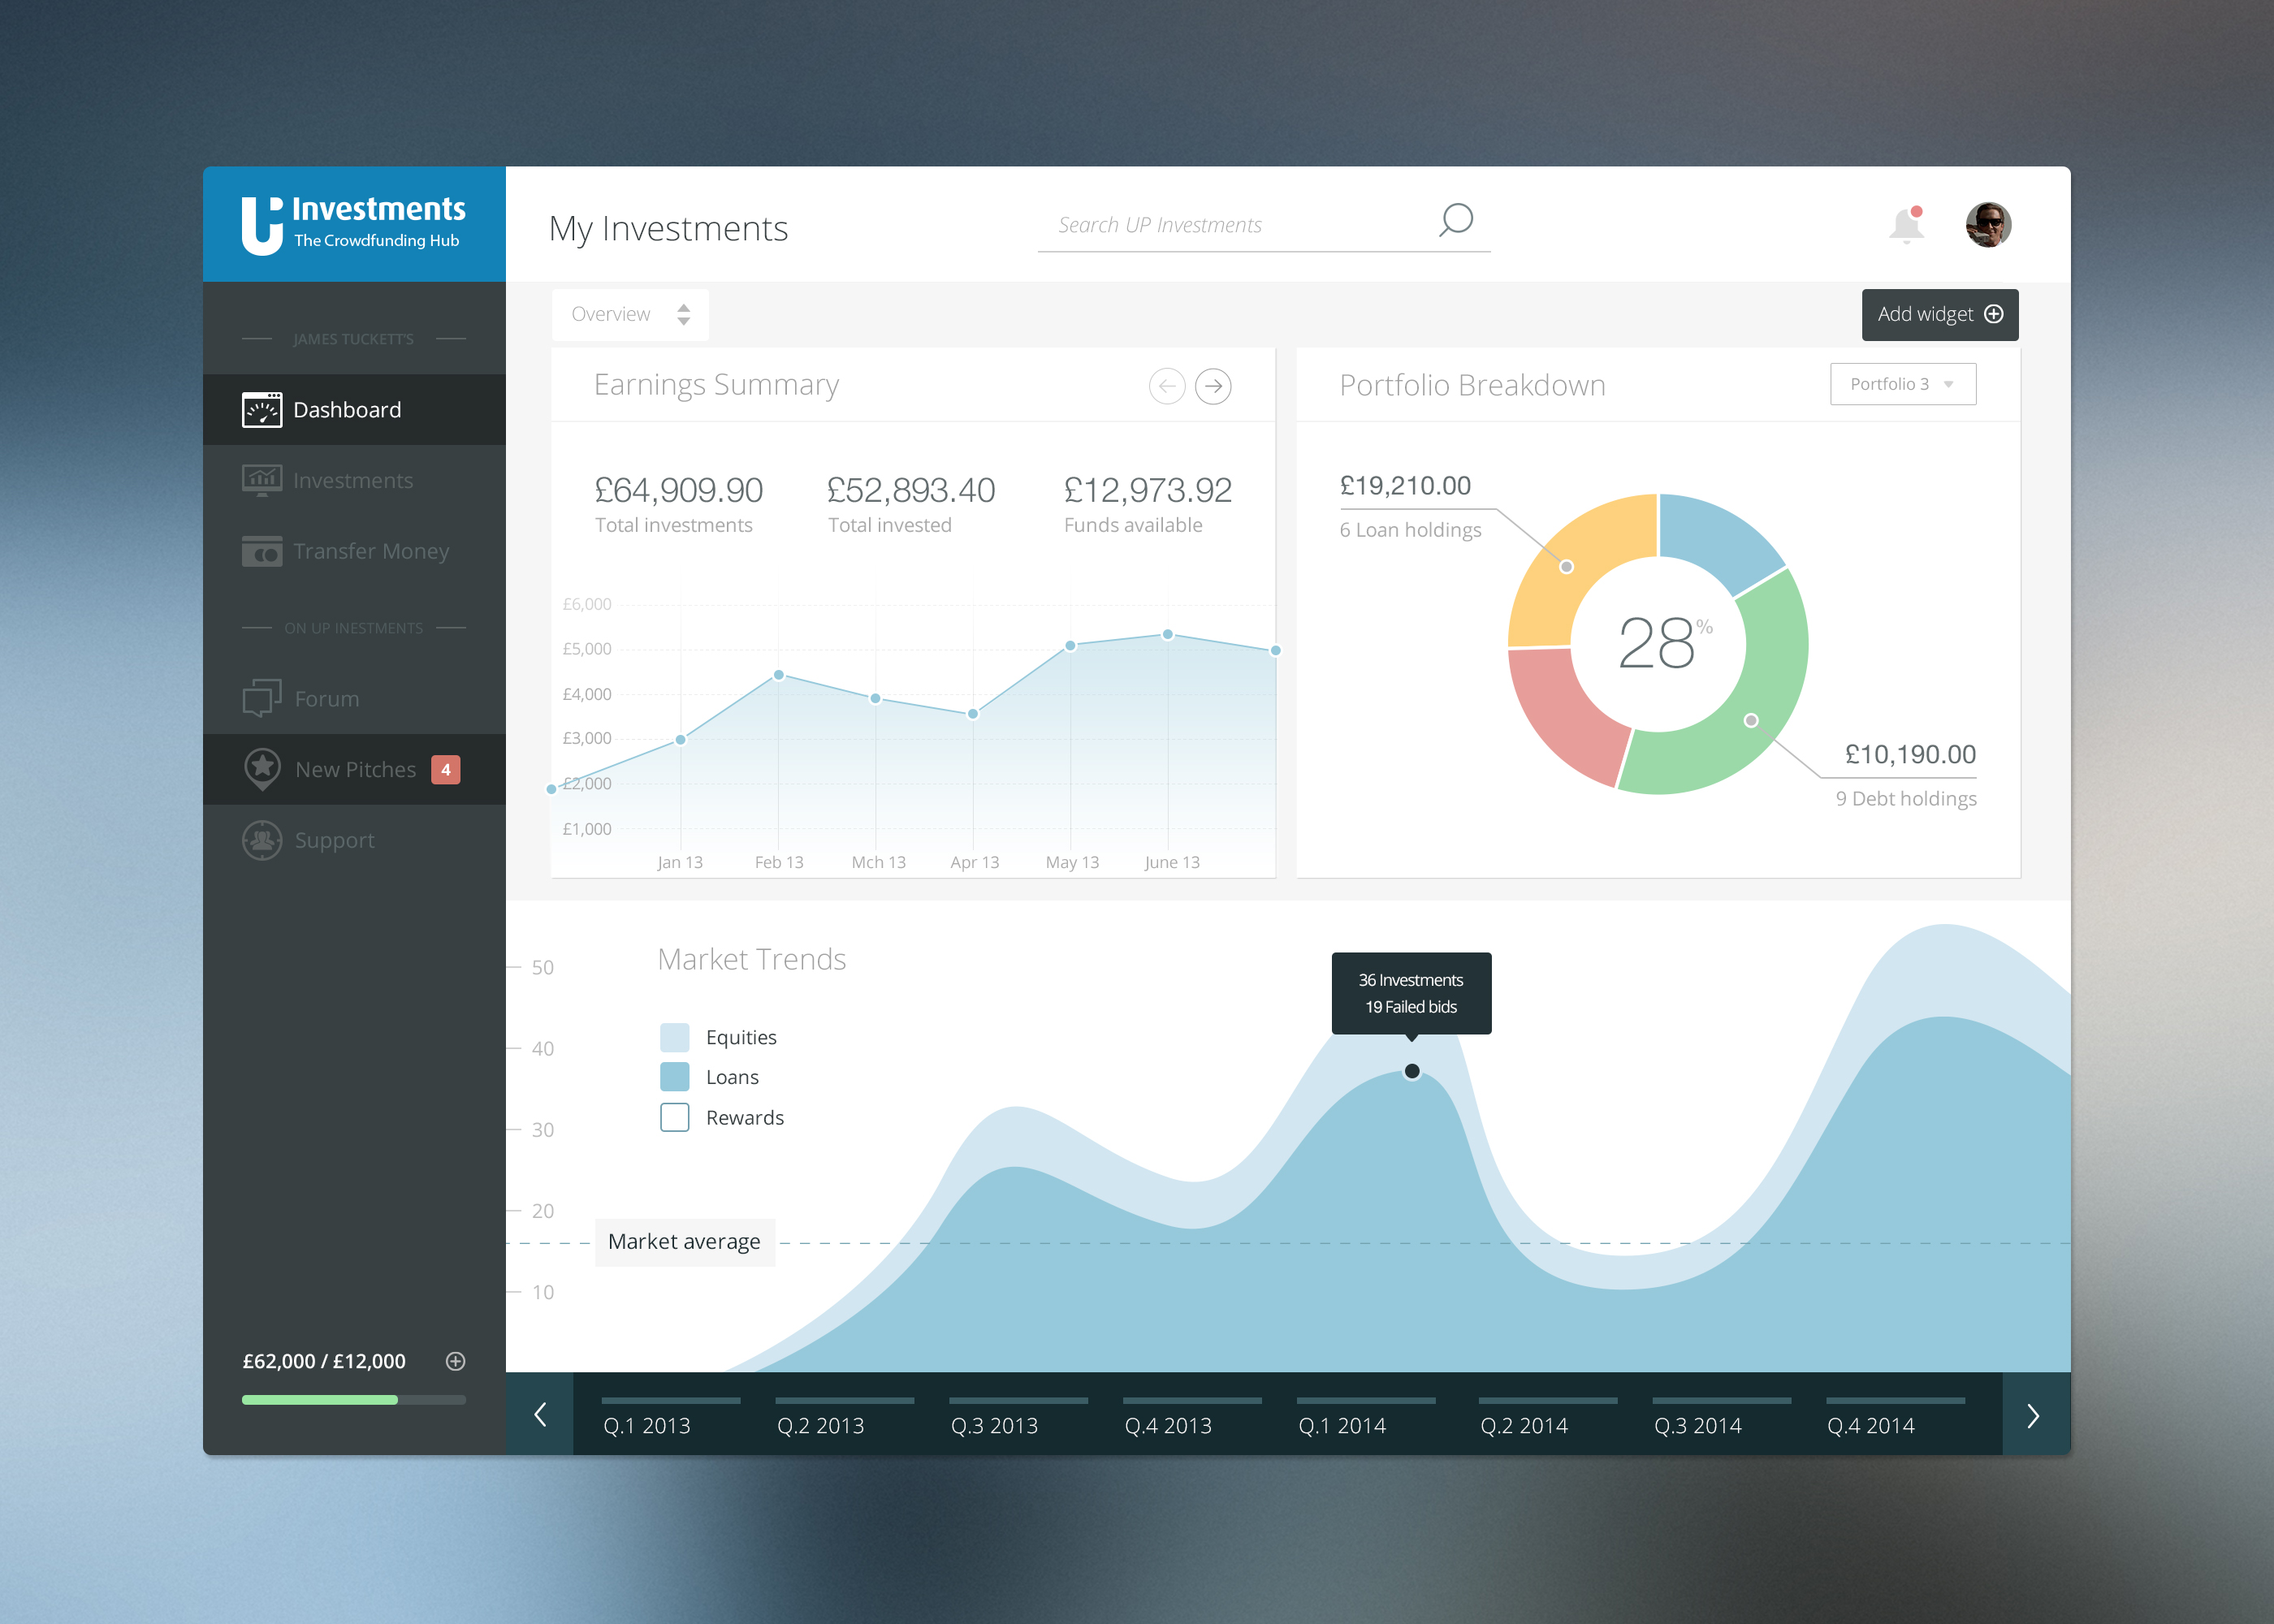 Investments
The Crowdfunding Hub
My Investments
Search UP Investments
JAMES TUCKETT'S
Dashboard
Investments
Transfer Money
ON UP INESTMENTS
Forum
New Pitches 4
Support
£62,000 / £12,000
Overview
Add widget
Earnings Summary
£64,909.90 £52,893.40 £12,973.92
Total investments Total invested Funds available
£6,000
£5,000
£4,000
£3,000
£2,000
£1,000
Jan 13 Feb 13 Mch 13 Apr 13 May 13 June 13
Portfolio Breakdown
Portfolio 3
£19,210.00
6 Loan holdings
28%
£10,190.00
9 Debt holdings
Market Trends
Equities
Loans
Rewards
50
40
30
20
10
Market average
36 Investments
19 Failed bids
Q.1 2013 Q.2 2013 Q.3 2013 Q.4 2013 Q.1 2014 Q.2 2014 Q.3 2014 Q.4 2014